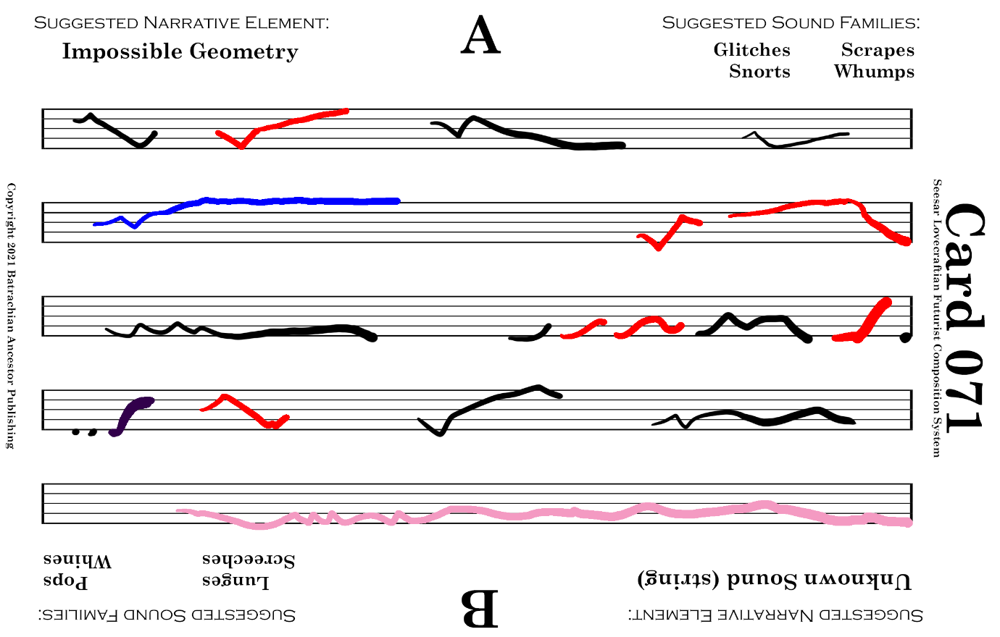 Suggested Narrative Element:
Impossible Geometry
A
Suggested Sound Families:
Glitches Scrapes
Snorts Whumps
Copyright 2021 Batrachian Ancestor Publishing
Seesar Lovecraftian Futurist Composition System
Card 071
B
Suggested Narrative Element:
Unknown Sound (string)
Suggested Sound Families:
Lunges Pops
Screeches Whines